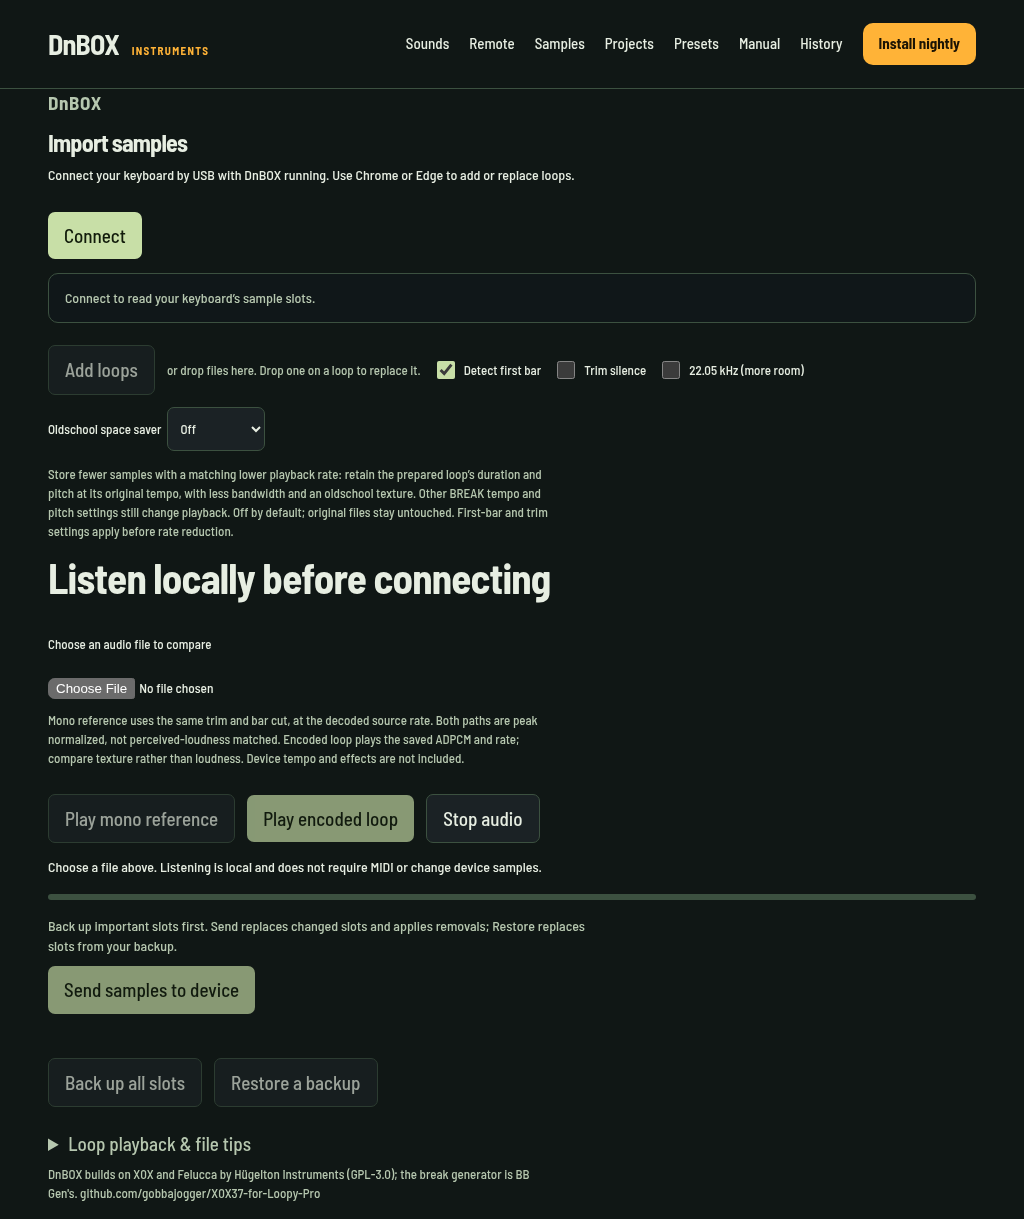 DnBOX INSTRUMENTS Sounds Remote Samples Projects Presets Manual History Install nightly
DnBOX
Import samples
Connect your keyboard by USB with DnBOX running. Use Chrome or Edge to add or replace loops.
Connect
Connect to read your keyboard's sample slots.
Add loops or drop files here. Drop one on a loop to replace it. Detect first bar Trim silence 22.05 kHz (more room)
Oldschool space saver Off
Store fewer samples with a matching lower playback rate: retain the prepared loop's duration and
pitch at its original tempo, with less bandwidth and an oldschool texture. Other BREAK tempo and
pitch settings still change playback. Off by default; original files stay untouched. First-bar and trim
settings apply before rate reduction.
Listen locally before connecting
Choose an audio file to compare
Choose File No file chosen
Mono reference uses the same trim and bar cut, at the decoded source rate. Both paths are peak
normalized, not perceived-loudness matched. Encoded loop plays the saved ADPCM and rate;
compare texture rather than loudness. Device tempo and effects are not included.
Play mono reference Play encoded loop Stop audio
Choose a file above. Listening is local and does not require MIDI or change device samples.
Back up important slots first. Send replaces changed slots and applies removals; Restore replaces
slots from your backup.
Send samples to device
Back up all slots Restore a backup
Loop playback & file tips
DnBOX builds on XOX and Felucca by Hügelton Instruments (GPL-3.0); the break generator is BB
Gen's. github.com/gobbajogger/XOX37-for-Loopy-Pro